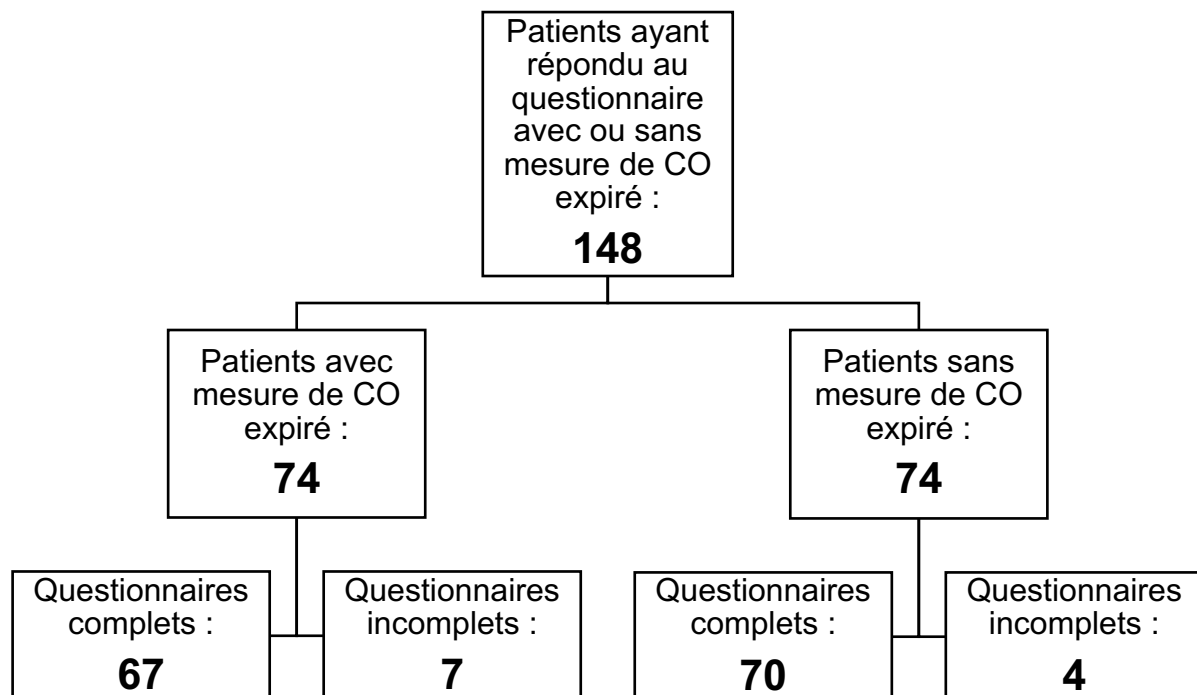 Patients ayant
répondu au
questionnaire
avec ou sans
mesure de CO
expiré :
148
Patients avec
mesure de CO
expiré :
74
Patients sans
mesure de CO
expiré :
74
Questionnaires
complets :
67
Questionnaires
incomplets :
7
Questionnaires
complets :
70
Questionnaires
incomplets :
4